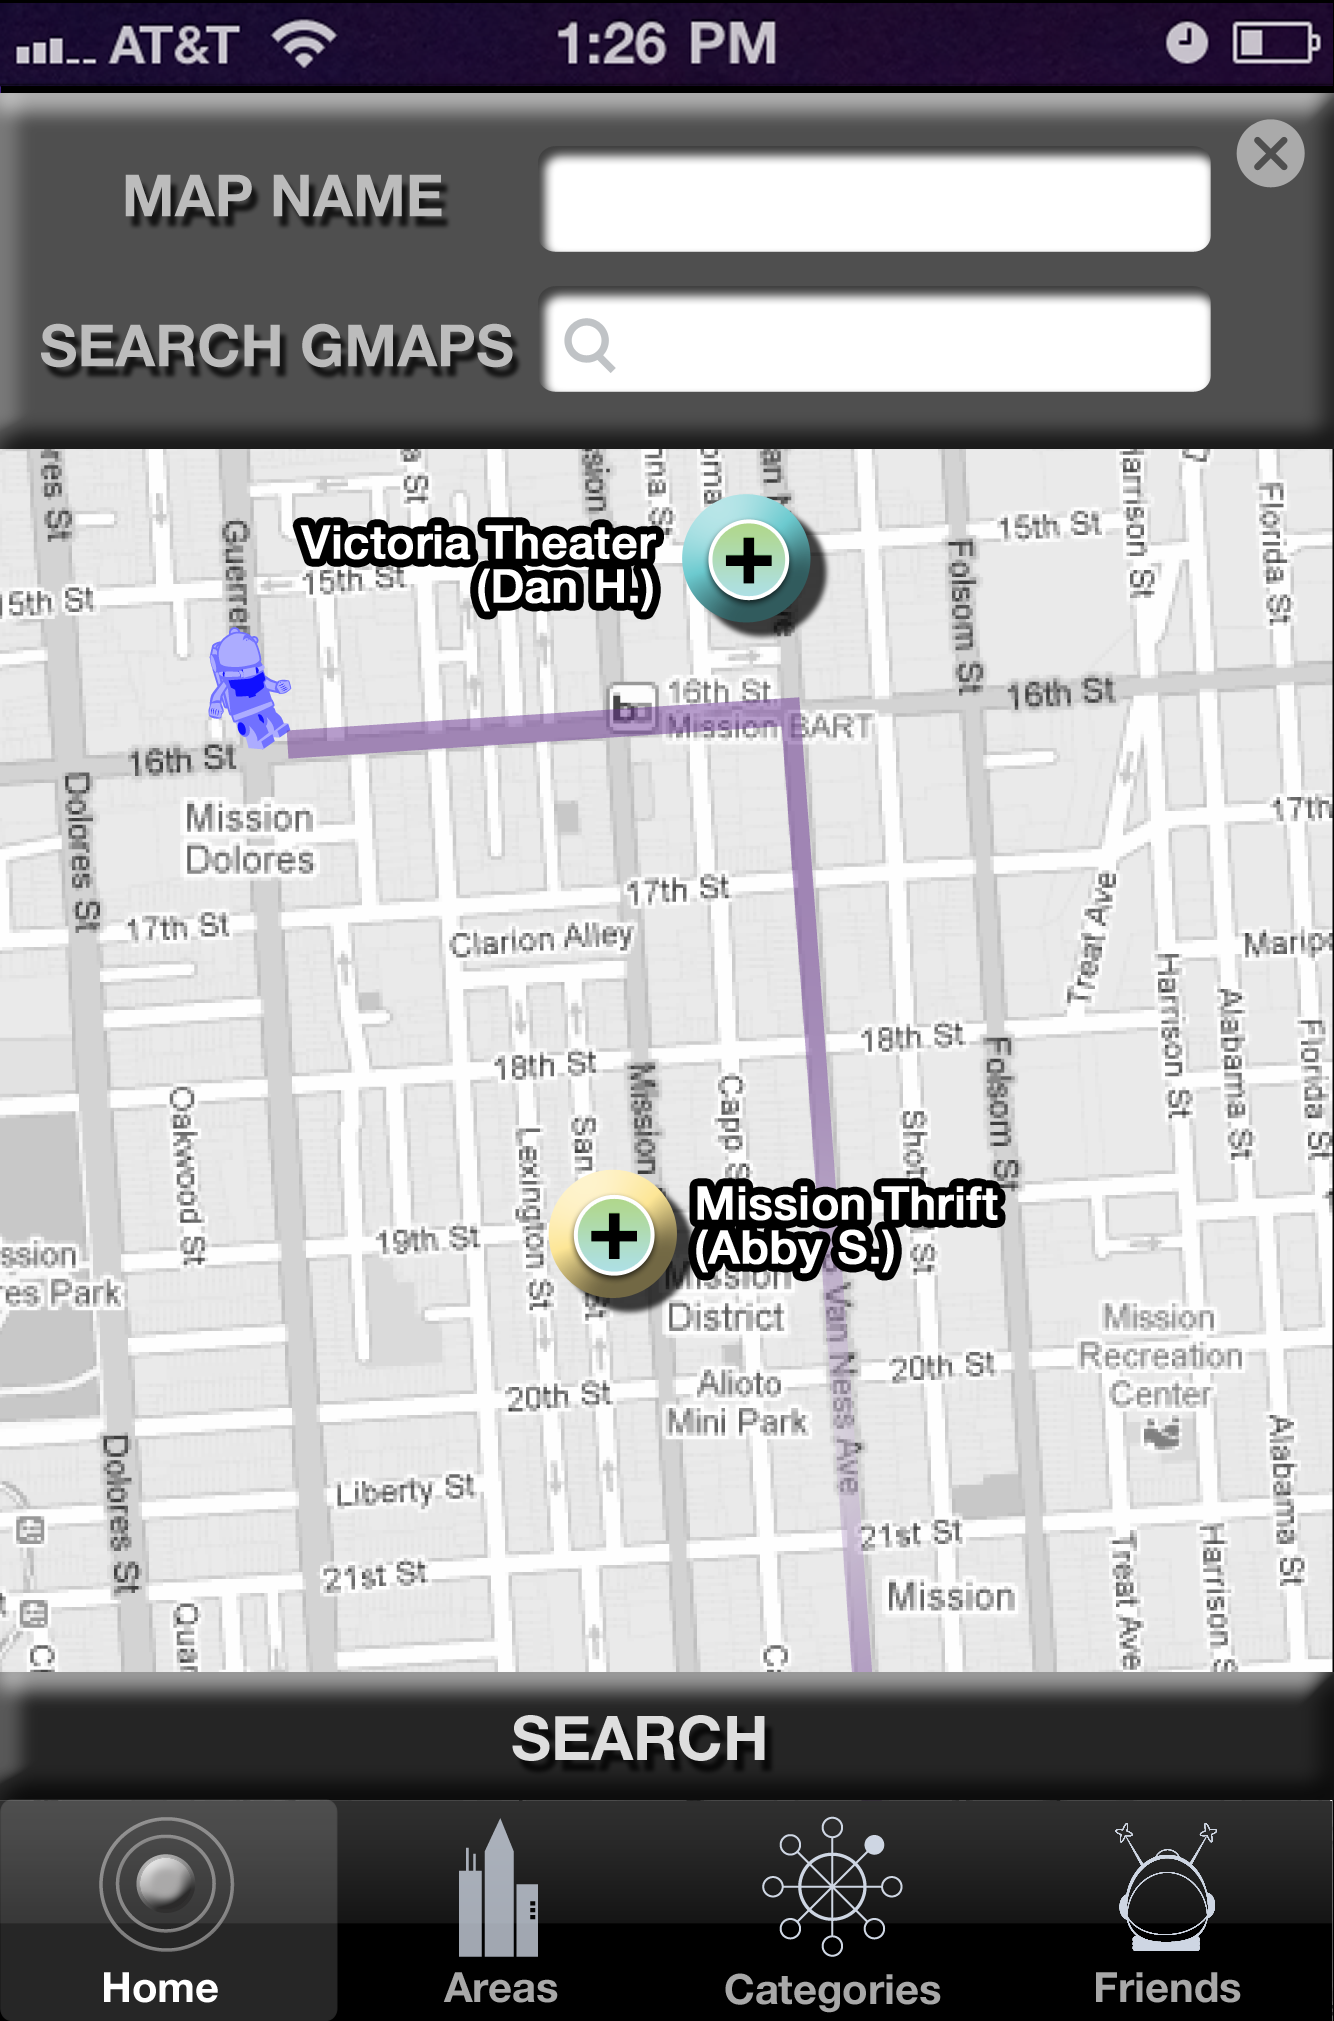 AT&T
1:26 PM
MAP NAME
SEARCH GMAPS
15th St
15th St
15th St
Folsom St
Florida St
Victoria Theater
(Dan H.)
16th St
Mission BART
16th St
16th St
Dolores St
Mission
Dolores
17th St
17th St
17th
Clarion Alley
Treat Ave
Harrison St
Alabama St
Florida St
18th St
18th St
Folsom St
Oakwood St
Lexington St
Mission
Capp S
19th St
Mission Thrift
(Abby S.)
Mission
District
Van Ness Ave
Alioto
Mini Park
20th St
20th St
Mission
Recreation
Center
Park
Dolores St
Liberty St
21st St
21st St
Mission
Treat Ave
Harrison S
Alabama St
SEARCH
Home
Areas
Categories
Friends